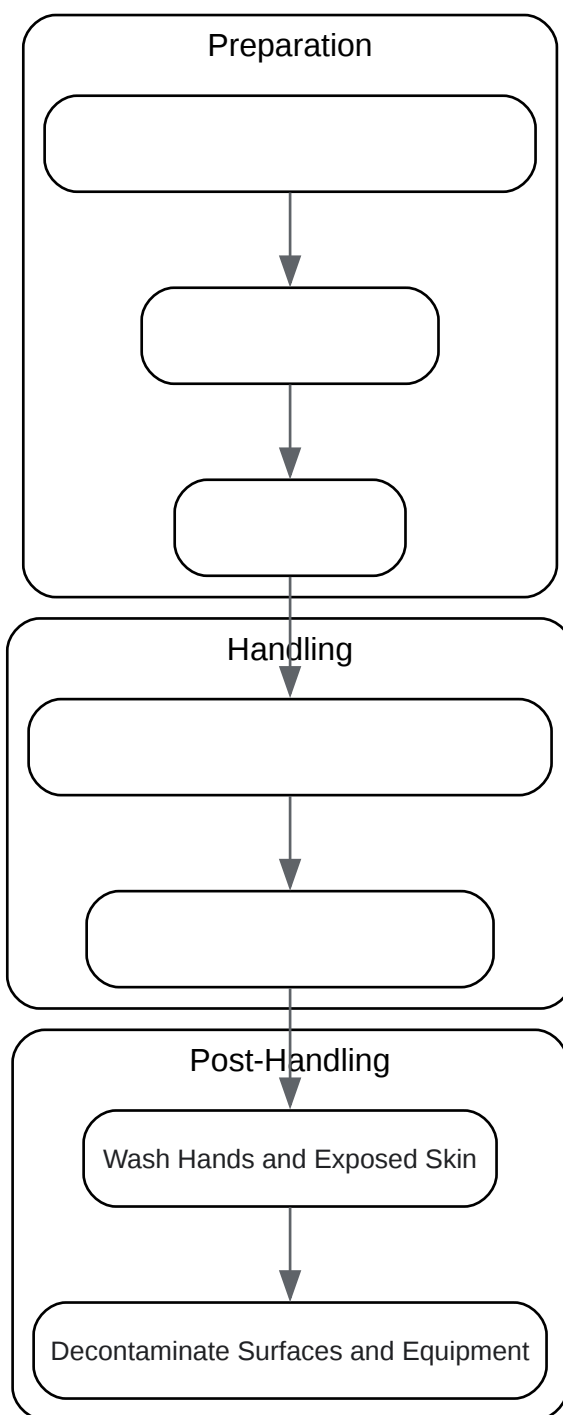 Preparation
Handling
Post-Handling
Wash Hands and Exposed Skin
Decontaminate Surfaces and Equipment